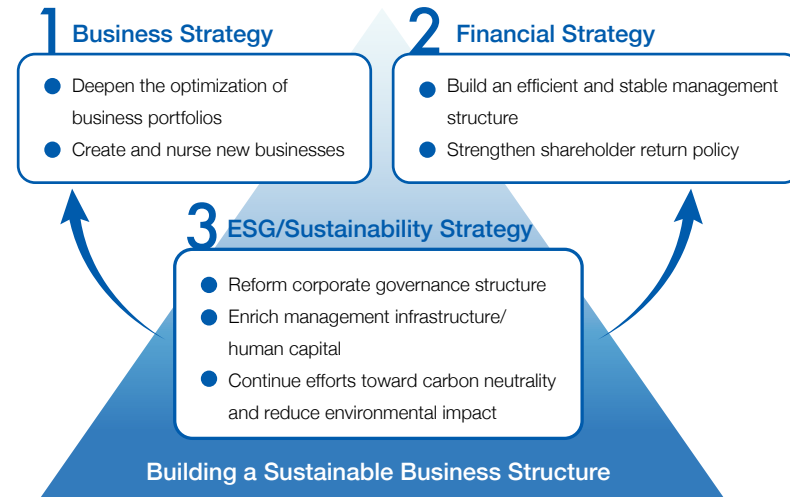 1 Business Strategy
Deepen the optimization of
business portfolios
Create and nurse new businesses
2 Financial Strategy
Build an efficient and stable management
structure
Strengthen shareholder return policy
3 ESG/Sustainability Strategy
Reform corporate governance structure
Enrich management infrastructure/
human capital
Continue efforts toward carbon neutrality
and reduce environmental impact
Building a Sustainable Business Structure